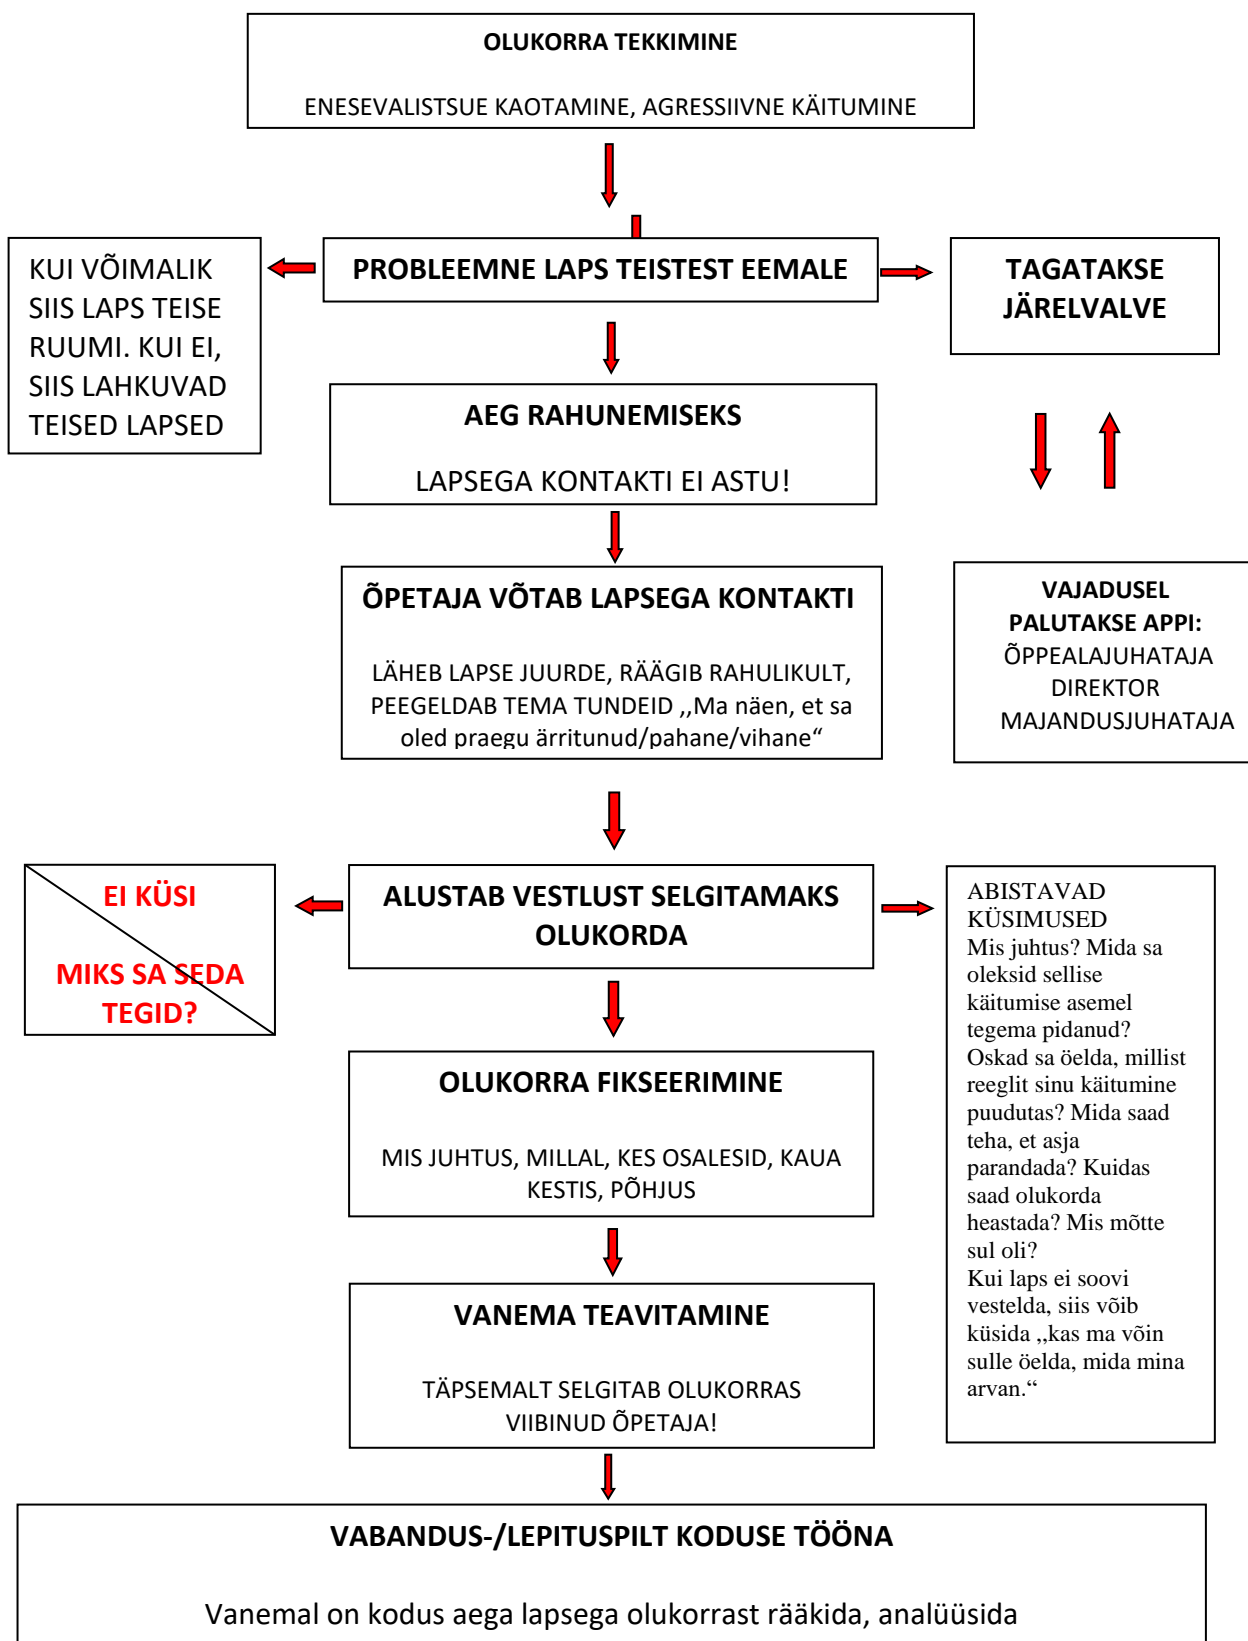 OLUKORRA TEKKIMINE
ENESEVALISTSUE KAOTAMINE, AGRESSIIVNE KÄITUMINE
KUI VÕIMALIK
SIIS LAPS TEISE
RUUMI. KUI EI,
SIIS LAHKUVAD
TEISED LAPSED
PROBLEEMNE LAPS TEISTEST EEMALE
TAGATAKSE
JÄRELVALVE
AEG RAHUNEMISEKS
LAPSEGA KONTAKTI EI ASTU!
ÕPETAJA VÕTAB LAPSEGA KONTAKTI
LÄHEB LAPSE JUURDE, RÄÄGIB RAHULIKULT,
PEEGELDAB TEMA TUNDEID ,,Ma näen, et sa
oled praegu ärritunud/pahane/vihane“
VAJADUSEL
PALUTAKSE APPI:
ÕPPEALAJUHATAJA
DIREKTOR
MAJANDUSJUHATAJA
EI KÜSI
MIKS SA SEDA
TEGID?
ALUSTAB VESTLUST SELGITAMAKS
OLUKORDA
ABISTAVAD
KÜSIMUSED
Mis juhtus? Mida sa
oleksid sellise
käitumise asemel
tegema pidanud?
Oskad sa öelda, millist
reeglit sinu käitumine
puudutas? Mida saad
teha, et asja
parandada? Kuidas
saad olukorda
heastada? Mis mõtte
sul oli?
Kui laps ei soovi
vestelda, siis võib
küsida ,,kas ma võin
sulle öelda, mida mina
arvan.“
OLUKORRA FIKSEERIMINE
MIS JUHTUS, MILLAL, KES OSALESID, KAUA
KESTIS, PÕHJUS
VANEMA TEAVITAMINE
TÄPSEMALT SELGITAB OLUKORRAS
VIIBINUD ÕPETAJA!
VABANDUS-/LEPITUSPILT KODUSE TÖÖNA
Vanemal on kodus aega lapsega olukorrast rääkida, analüüsida